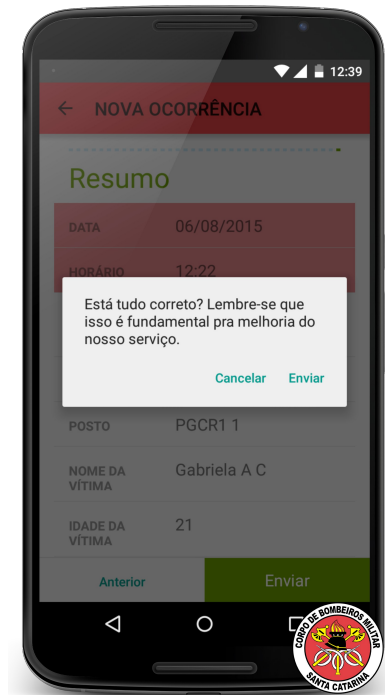 12:39
NOVA OCORRÊNCIA
Resumo
DATA 06/08/2015
HORÁRIO 12:22
Está tudo correto? Lembre-se que
isso é fundamental pra melhoria do
nosso serviço.
Cancelar Enviar
POSTO PGCR1 1
NOME DA Gabriela A C
VÍTIMA
IDADE DA 21
VÍTIMA
Anterior Enviar
CORPO DE BOMBEIROS MILITAR
SANTA CATARINA